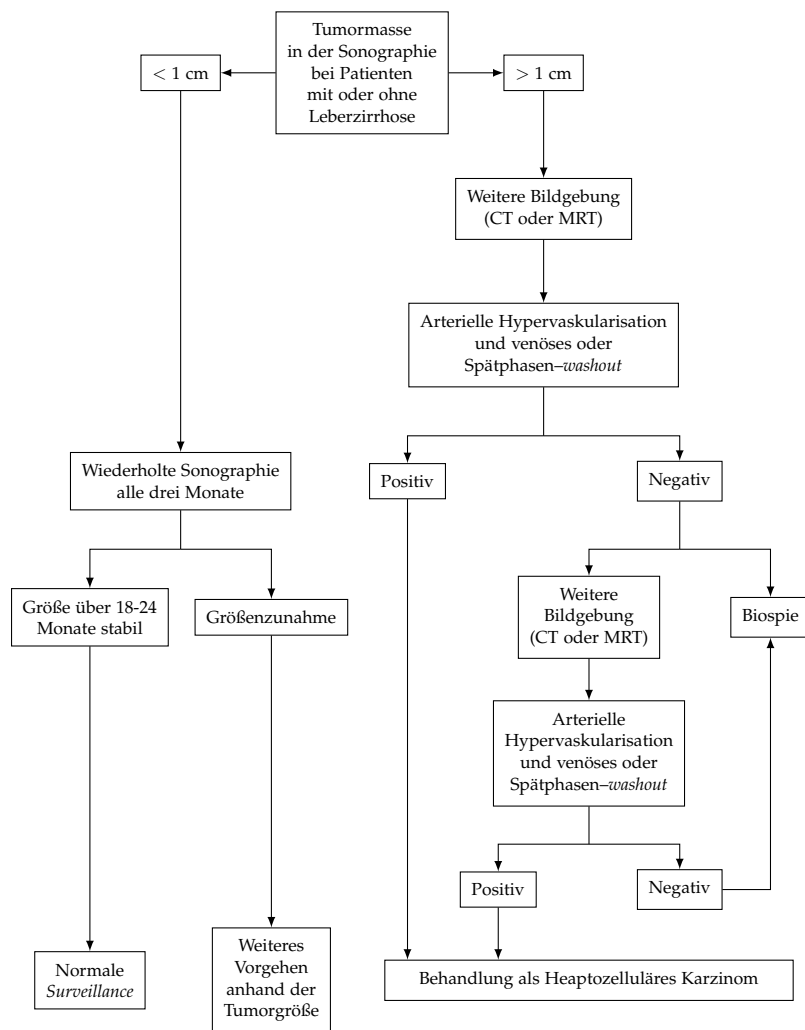 Tumormasse
in der Sonographie
bei Patienten
mit oder ohne
Leberzirrhose
< 1 cm
> 1 cm
Weitere Bildgebung
(CT oder MRT)
Arterielle Hypervaskularisation
und venöses oder
Spätphasen–washout
Wiederholte Sonographie
alle drei Monate
Positiv
Negativ
Größe über 18-24
Monate stabil
Größenzunahme
Weitere
Bildgebung
(CT oder MRT)
Biospie
Arterielle
Hypervaskularisation
und venöses oder
Spätphasen–washout
Positiv
Negativ
Normale
Surveillance
Weiteres
Vorgehen
anhand der
Tumorgröße
Behandlung als Heaptozelluläres Karzinom